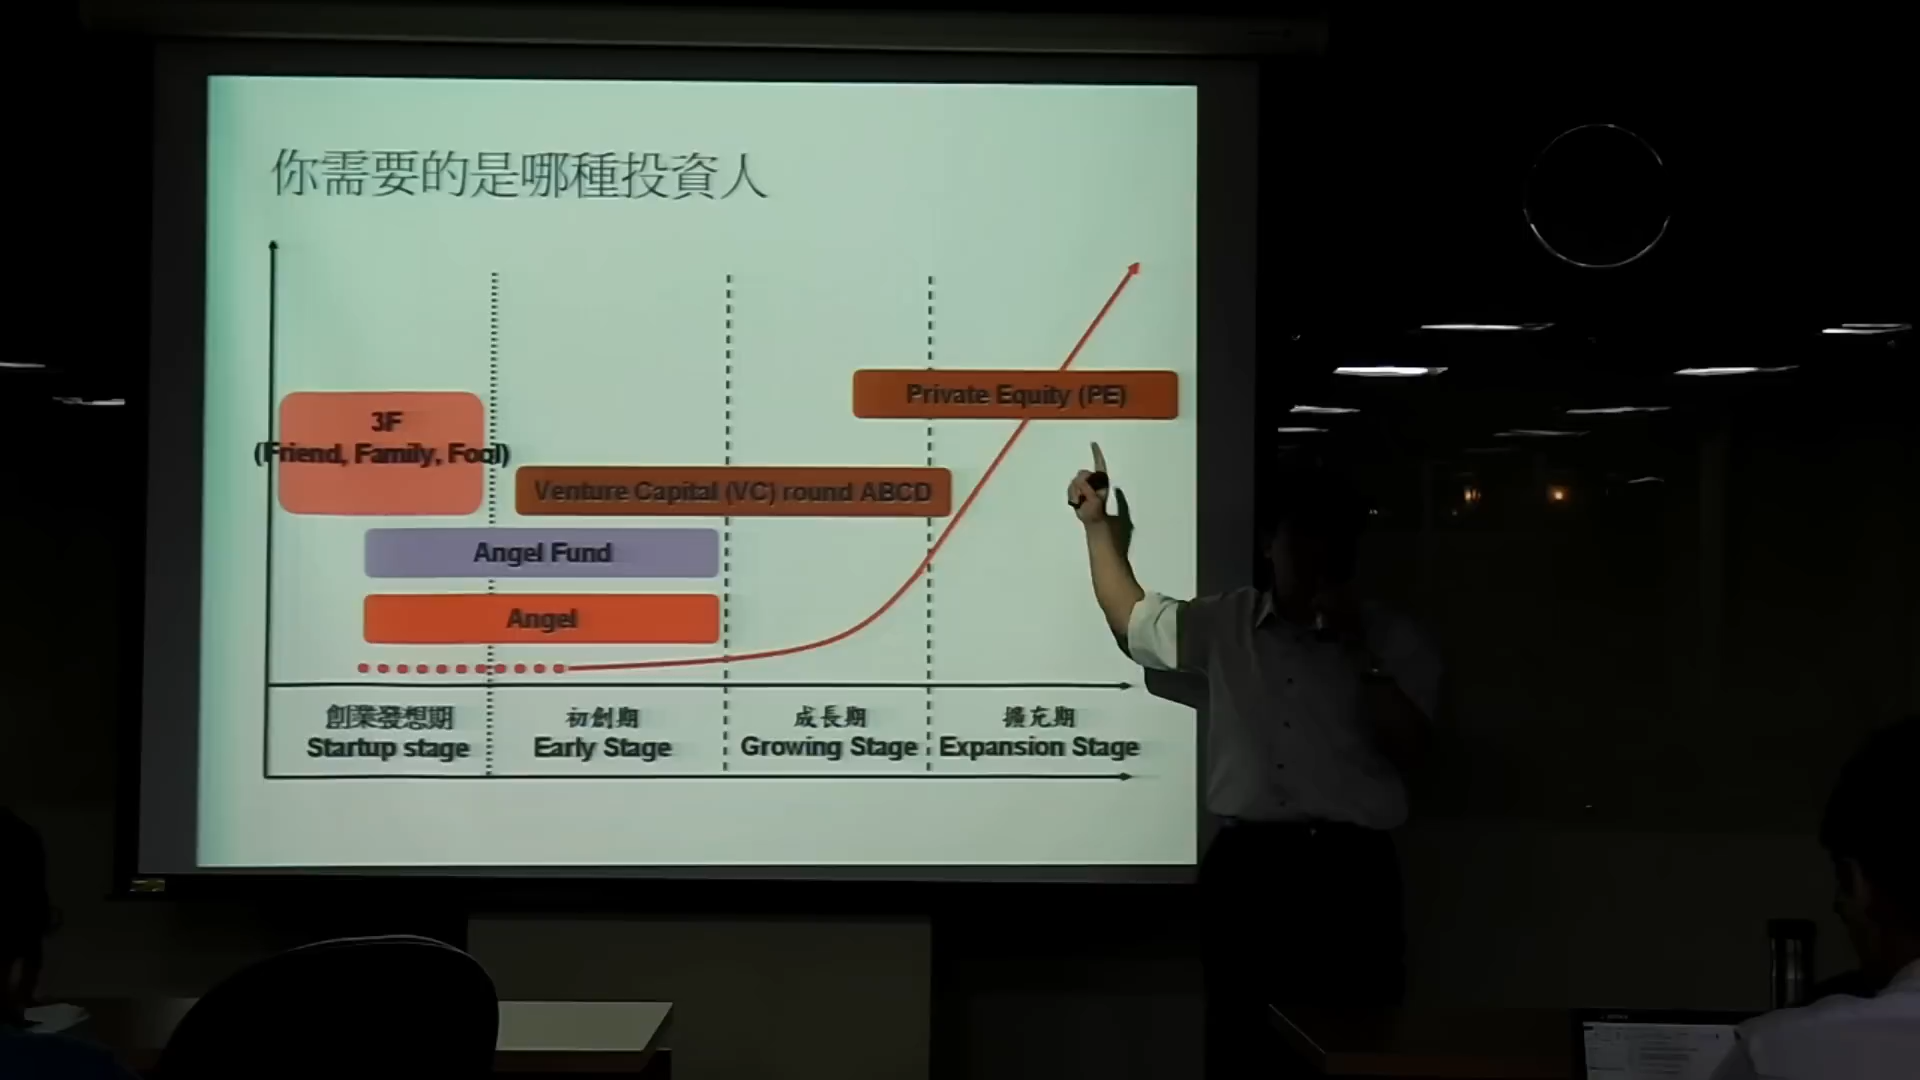 你需要的是哪種投資人
Private Equity (PE)
3F
(Friend, Family, Fool)
Venture Capital (VC) round ABCD
Angel Fund
Angel
創業發想期
Startup stage
初創期
Early Stage
成長期
Growing Stage
擴充期
Expansion Stage